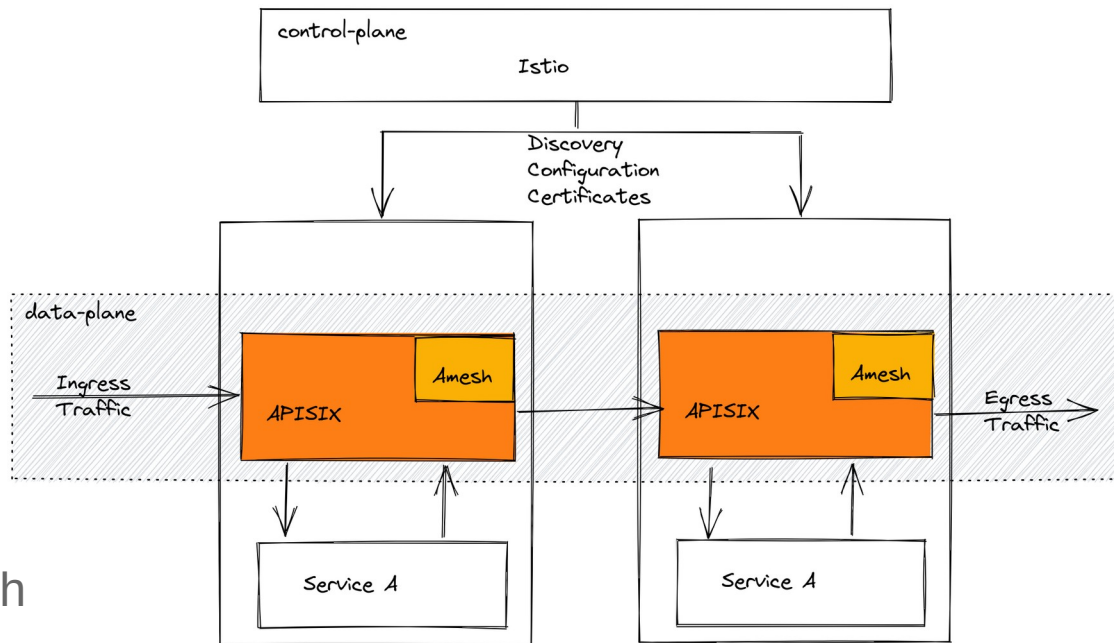 control-plane
Istio
Discovery
Configuration
Certificates
data-plane
Ingress
Traffic
Amesh
APISIX
Amesh
APISIX
Egress
Traffic
Service A
Service A
h